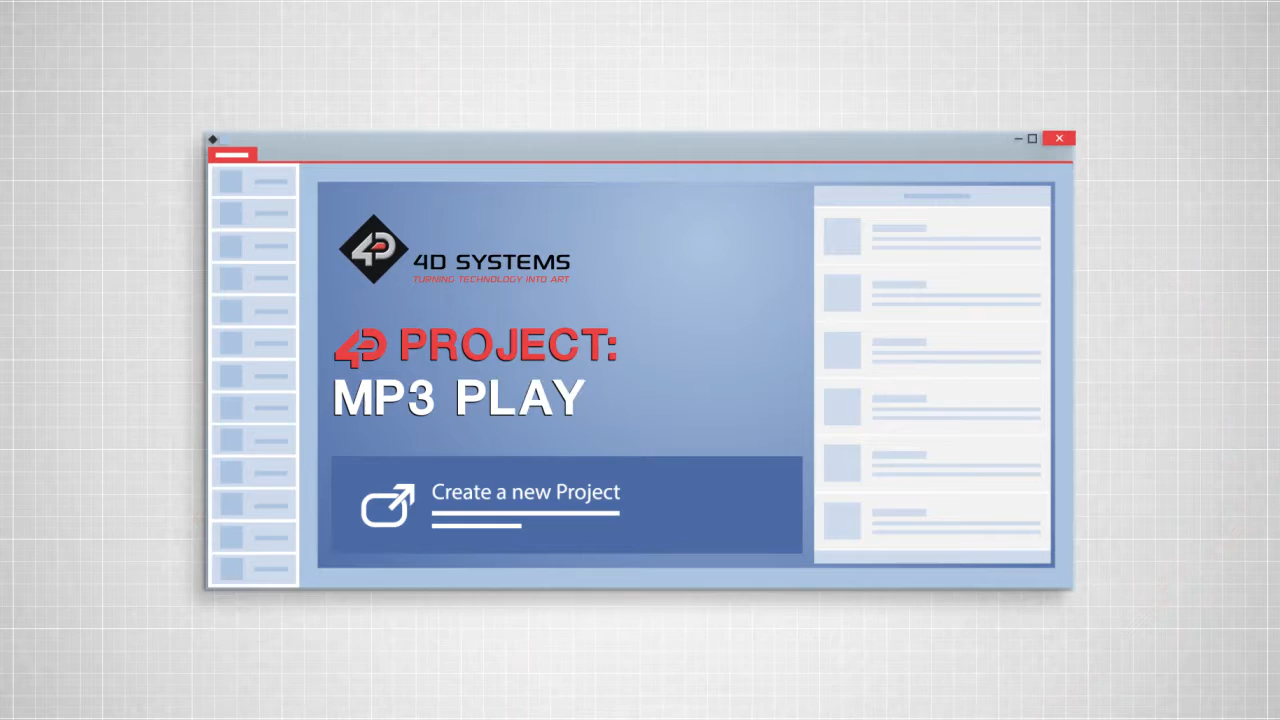 4D SYSTEMS
TURNING TECHNOLOGY INTO ART
4D PROJECT:
MP3 PLAY
Create a new Project